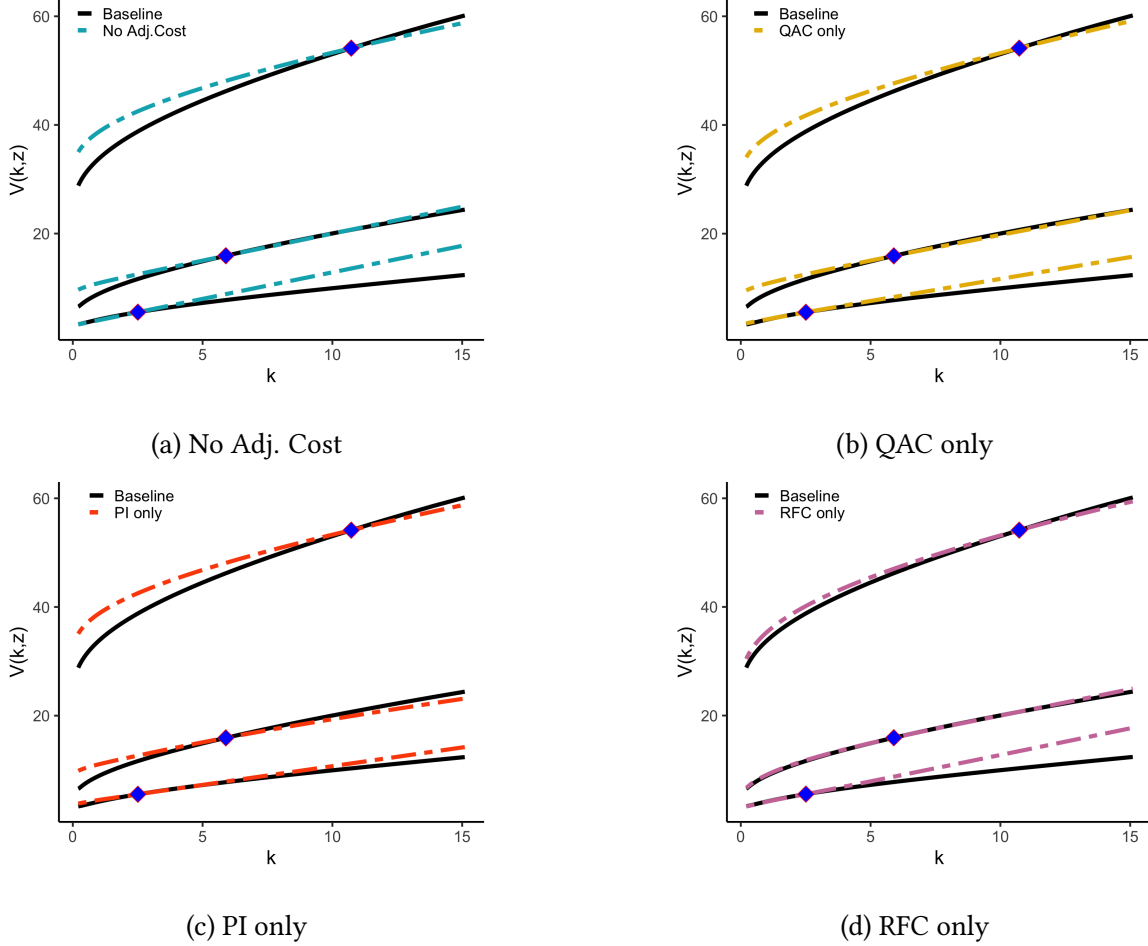 Baseline
No Adj.Cost
60
40
20
V(k,z)
0 5 10 15
k
(a) No Adj. Cost
Baseline
QAC only
60
40
20
V(k,z)
0 5 10 15
k
(b) QAC only
Baseline
PI only
60
40
20
V(k,z)
0 5 10 15
k
(c) PI only
Baseline
RFC only
60
40
20
V(k,z)
0 5 10 15
k
(d) RFC only